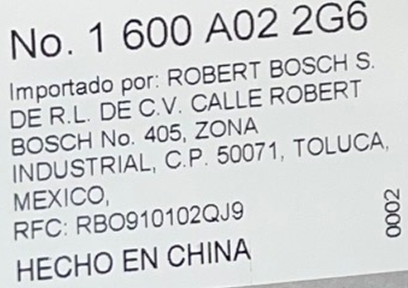 No. 1 600 A02 2G6
Importado por: ROBERT BOSCH S.
DE R.L. DE C.V. CALLE ROBERT
BOSCH No. 405, ZONA
INDUSTRIAL, C.P. 50071, TOLUCA,
MEXICO,
RFC: RBO910102QJ9
HECHO EN CHINA
0002